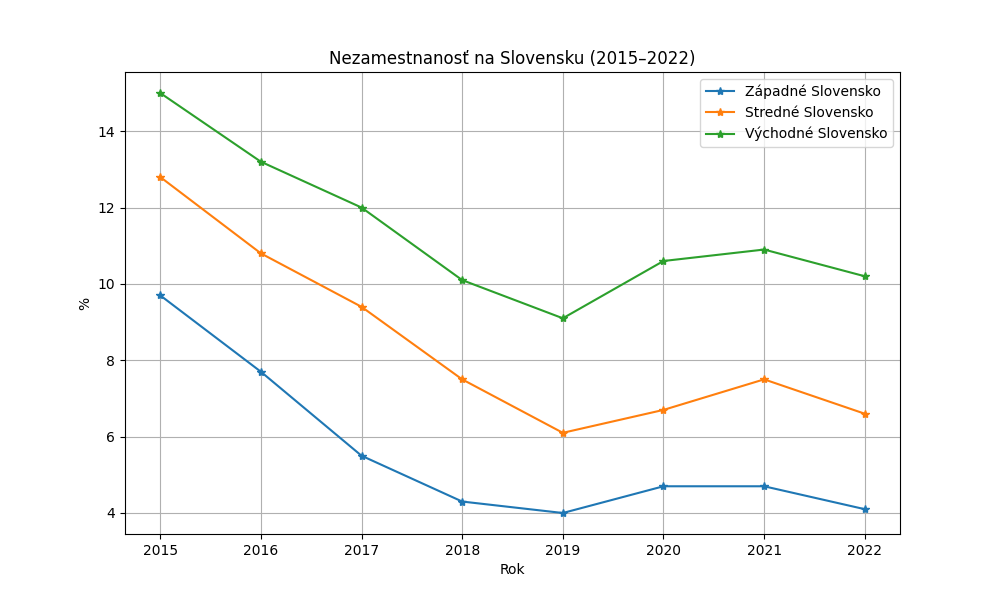 Nezamestnanosť na Slovensku (2015–2022)
Západné Slovensko
Stredné Slovensko
Východné Slovensko
14
12
10
8
6
4
%
2015 2016 2017 2018 2019 2020 2021 2022
Rok